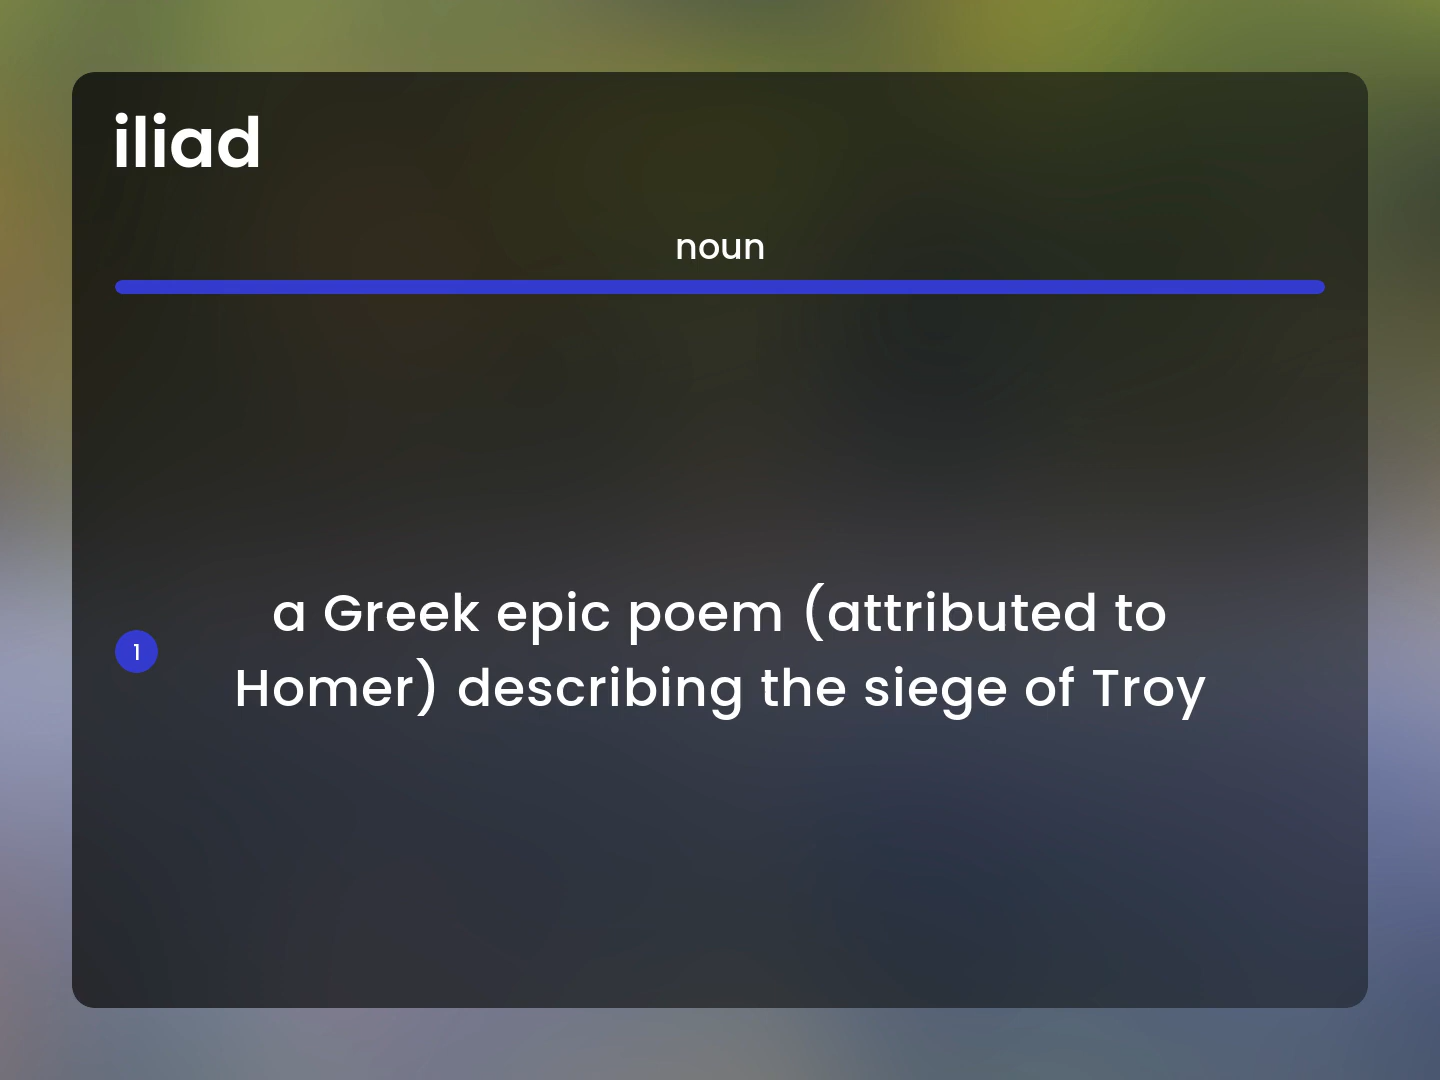 iliad
noun
1
a Greek epic poem (attributed to
Homer) describing the siege of Troy